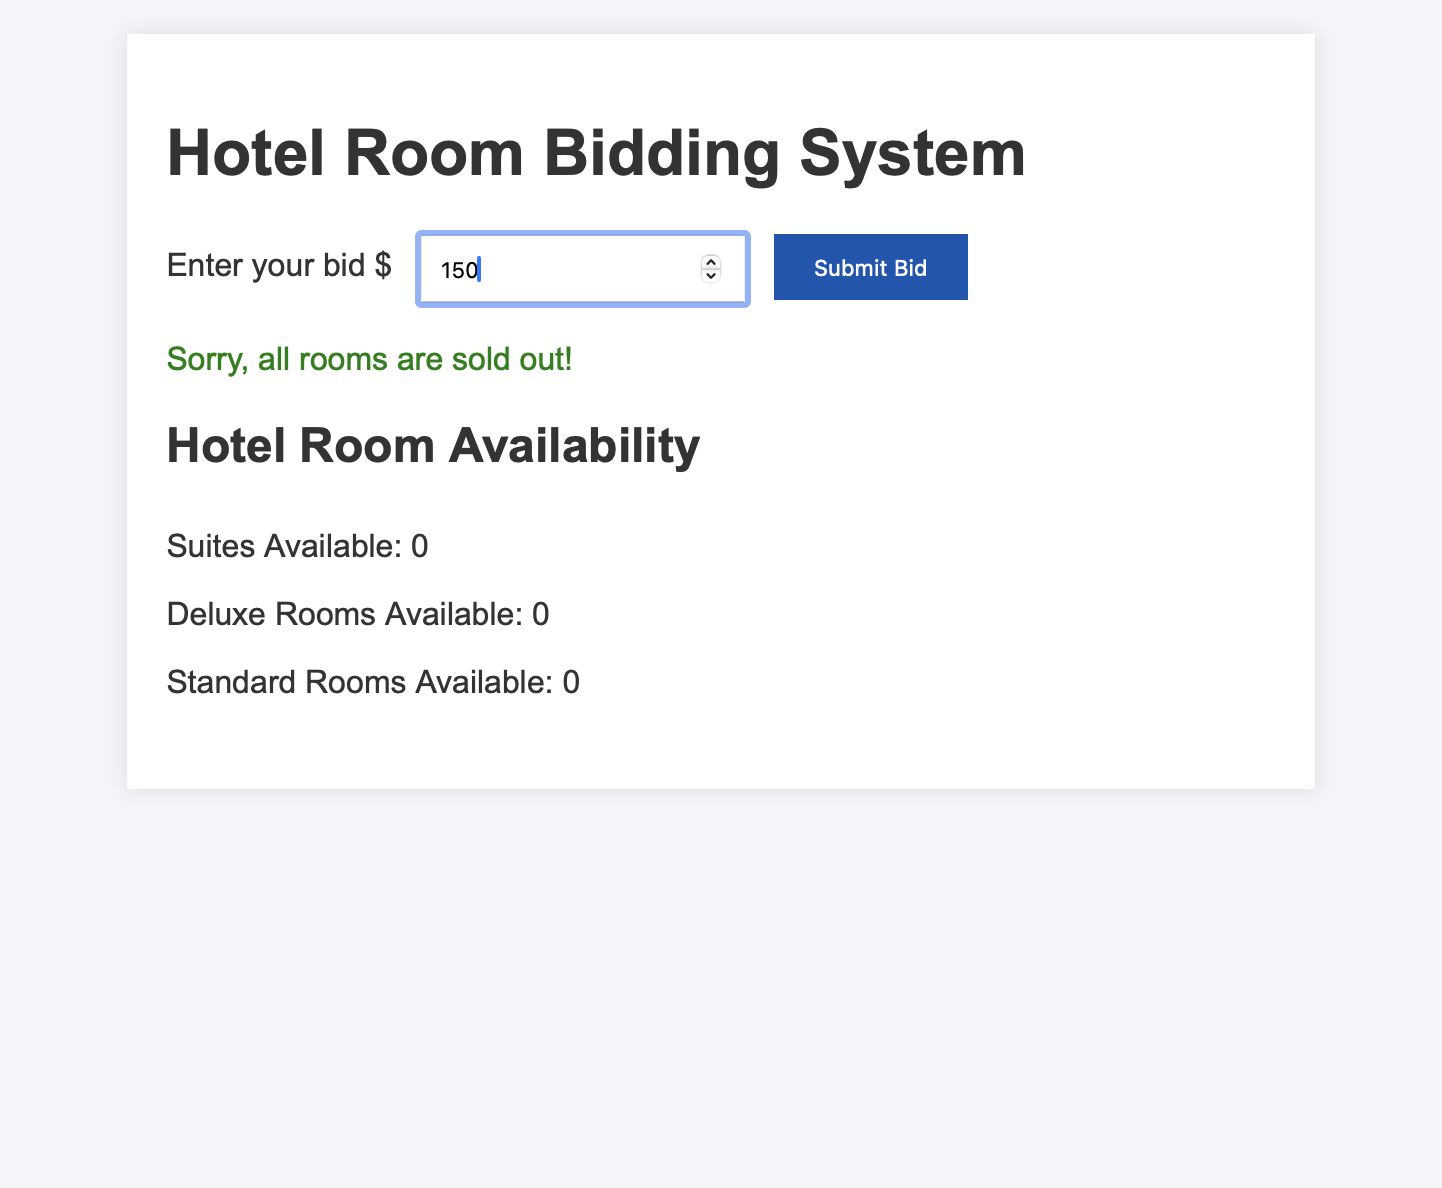 Hotel Room Bidding System
Enter your bid $ 150 Submit Bid
Sorry, all rooms are sold out!
Hotel Room Availability
Suites Available: 0
Deluxe Rooms Available: 0
Standard Rooms Available: 0